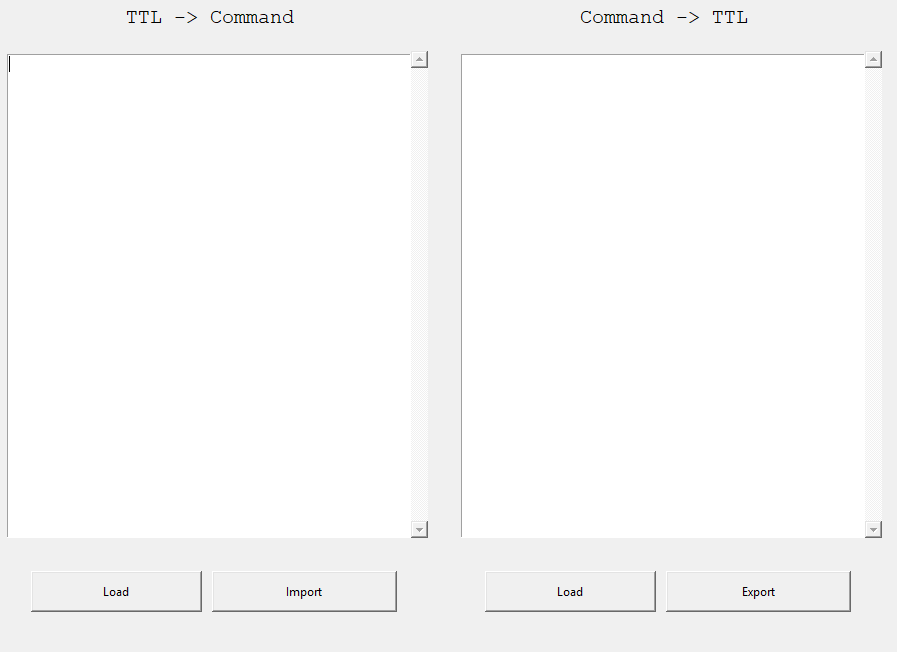 TTL -> Command
Command -> TTL
Load
Import
Load
Export